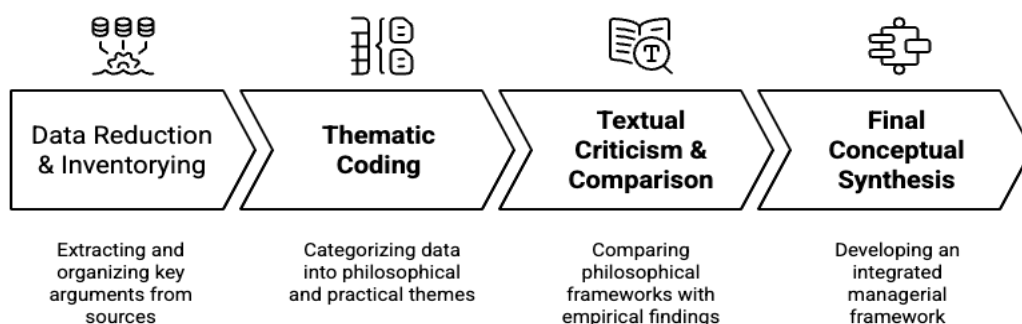 Data Reduction
& Inventorying
Thematic
Coding
Textual
Criticism &
Comparison
Final
Conceptual
Synthesis
Extracting and
organizing key
arguments from
sources
Categorizing data
into philosophical
and practical themes
Comparing
philosophical
frameworks with
empirical findings
Developing an
integrated
managerial
framework
T